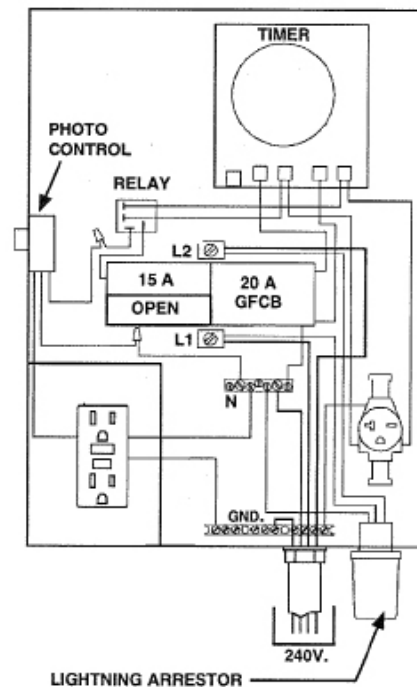 TIMER
PHOTO
CONTROL
RELAY
L2
15 A
20 A
OPEN
GFCB
L1
N
GND.
240V.
LIGHTNING ARRESTOR